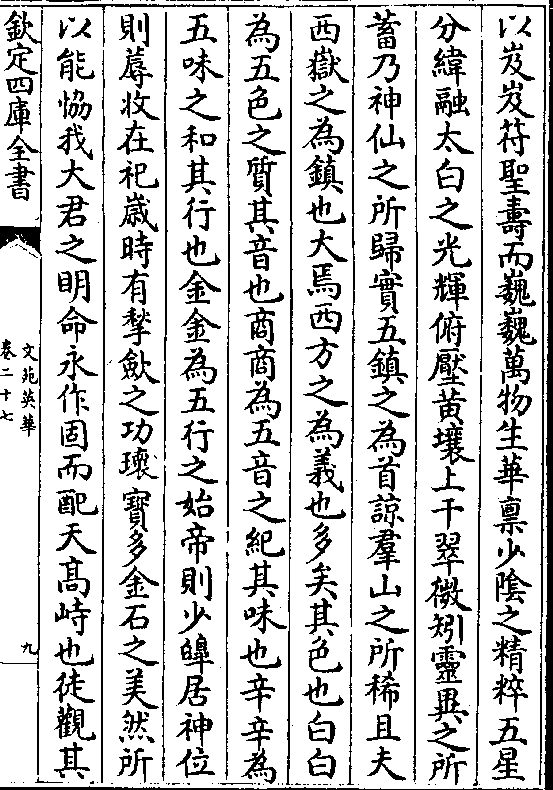 以岌岌符聖壽而巍巍萬物生華禀少隂之精粹五星
分緯融太白之光輝俯壓黄壤上干翠微矧靈異之所
蓄乃神仙之所歸實五鎮之為首諒羣山之所稀且夫
西嶽之為鎮也大焉西方之為義也多矣其色也白白
為五色之質其音也商商為五音之紀其味也辛辛為
五味之和其行也金金為五行之始帝則少皥居神位
則蓐收在祀嵗時有揫斂之功瓌寶多金石之美然所
以能恊我大君之明命永作固而配天髙峙也徒觀其
欽定四庫全書
文苑英華
卷二十七
九